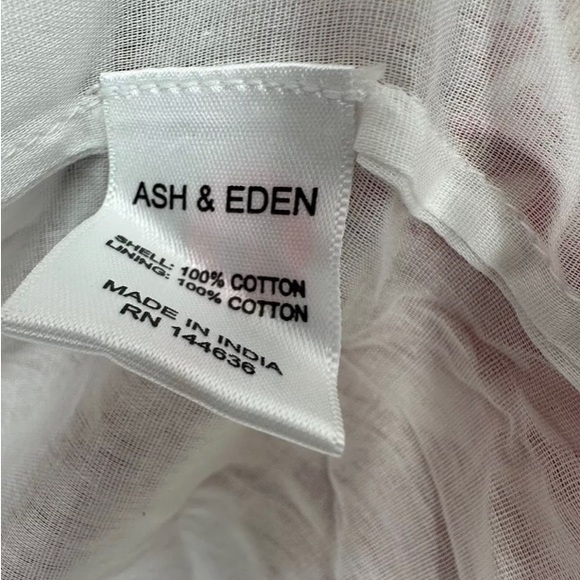 ASH & EDEN
SHELL: 100% COTTON
LINING: 100% COTTON
MADE IN INDIA
RN 144636